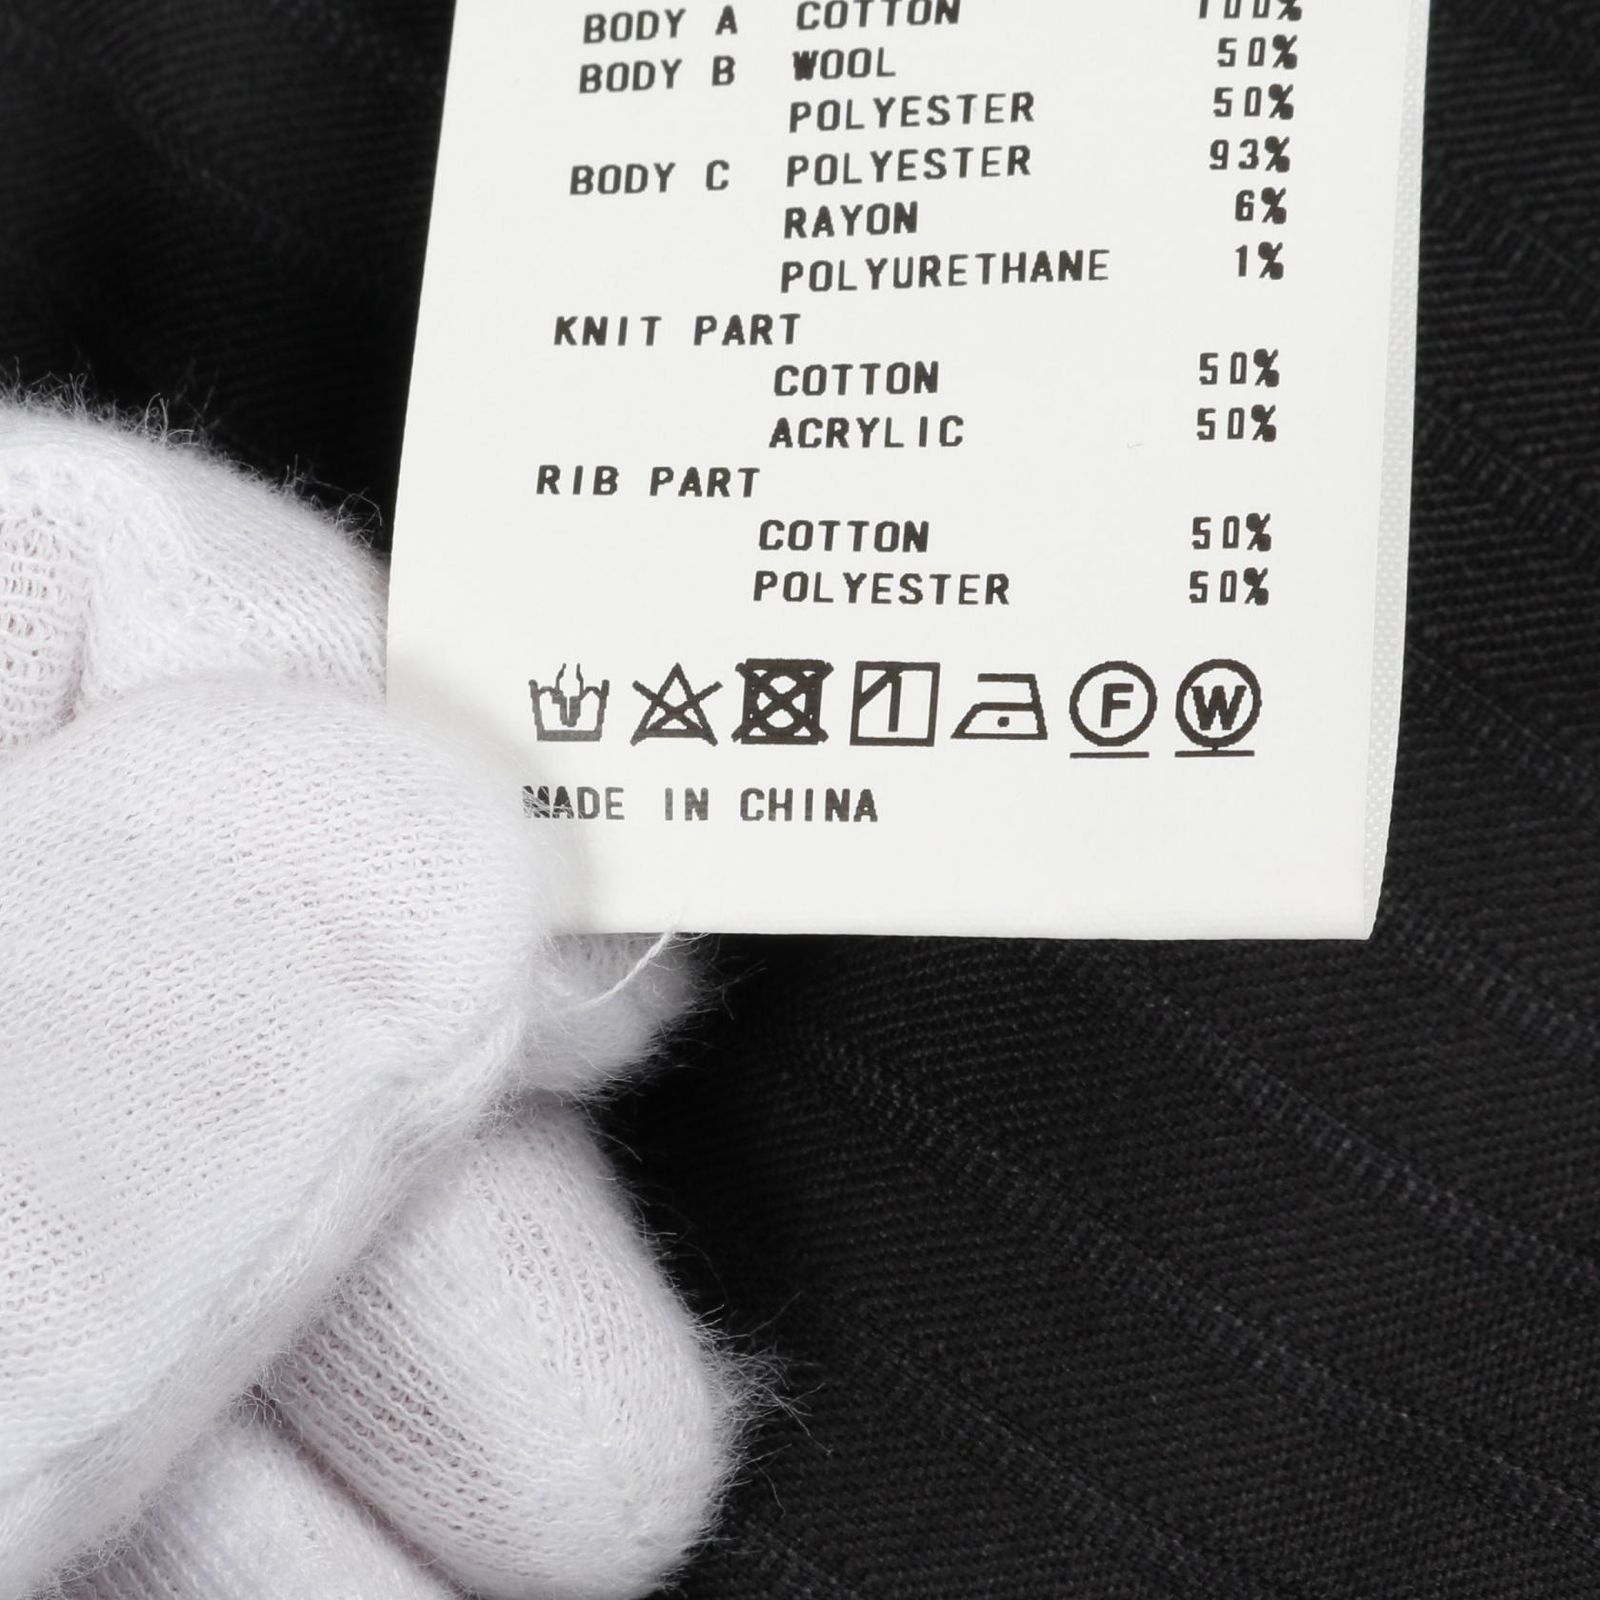 BODY A COTTON 100%
BODY B WOOL 50%
POLYESTER 50%
BODY C POLYESTER 93%
RAYON 6%
POLYURETHANE 1%
KNIT PART
COTTON 50%
ACRYLIC 50%
RIB PART
COTTON 50%
POLYESTER 50%
F W
MADE IN CHINA